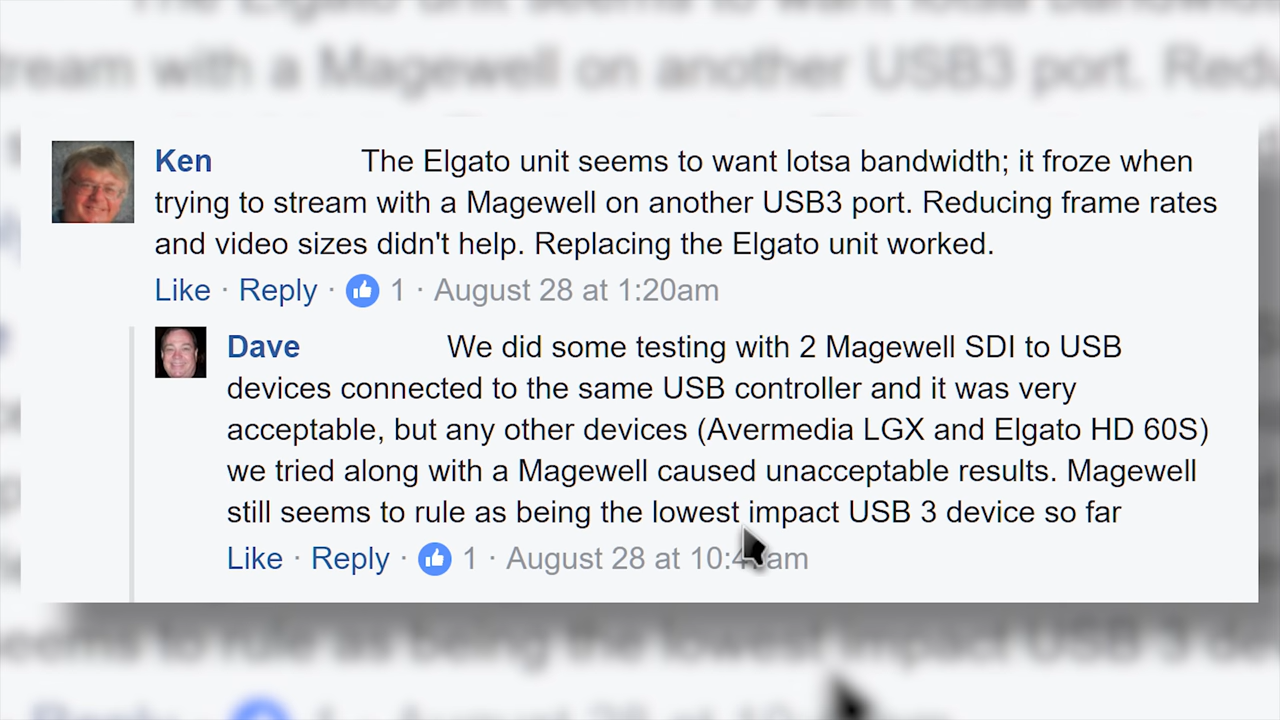 Ken The Elgato unit seems to want lotsa bandwidth; it froze when
trying to stream with a Magewell on another USB3 port. Reducing frame rates
and video sizes didn't help. Replacing the Elgato unit worked.
Like · Reply · 1 · August 28 at 1:20am
Dave We did some testing with 2 Magewell SDI to USB
devices connected to the same USB controller and it was very
acceptable, but any other devices (Avermedia LGX and Elgato HD 60S)
we tried along with a Magewell caused unacceptable results. Magewell
still seems to rule as being the lowest impact USB 3 device so far
Like · Reply · 1 · August 28 at